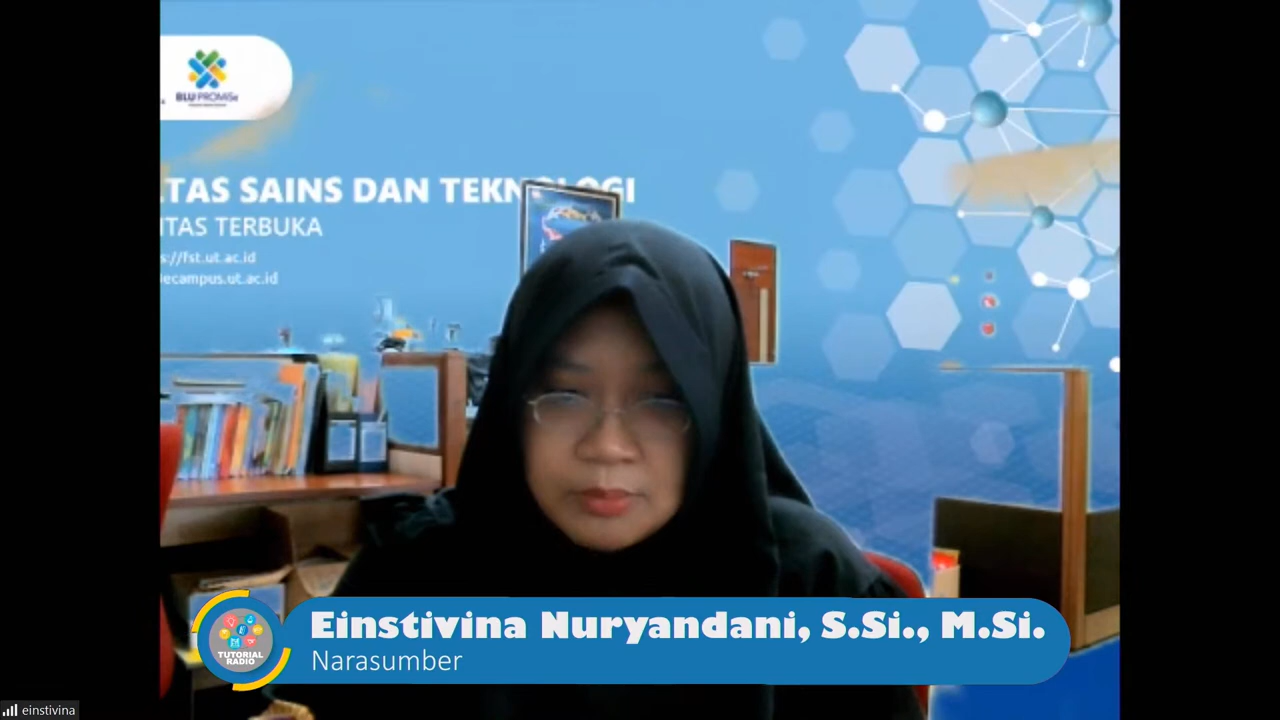 BLU PROMISe
TAS SAINS DAN TEKNOLOGI
ITAS TERBUKA
s://fst.ut.ac.id
ecampus.ut.ac.id
Einstivina Nuryandani, S.Si., M.Si.
Narasumber
TUTORIAL
RADIO
einstivina